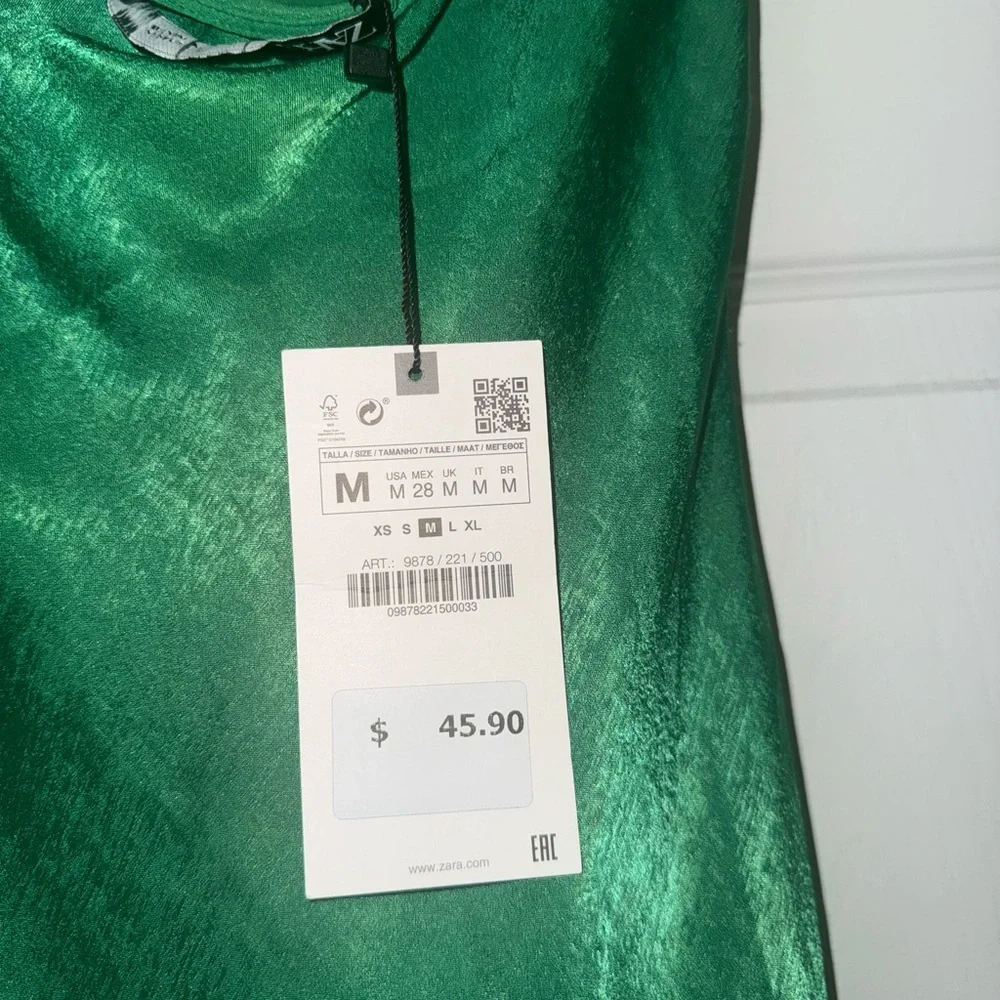 FSC
®
TALLA / SIZE / TAMANHO / TAILLE / MAAT / ΜΕΓΕΘΟΣ
M
USA MEX UK IT BR
M 28 M M M
XS S M L XL
ART.: 9878 / 221 / 500
09878221500033
$ 45.90
EAC
www.zara.com